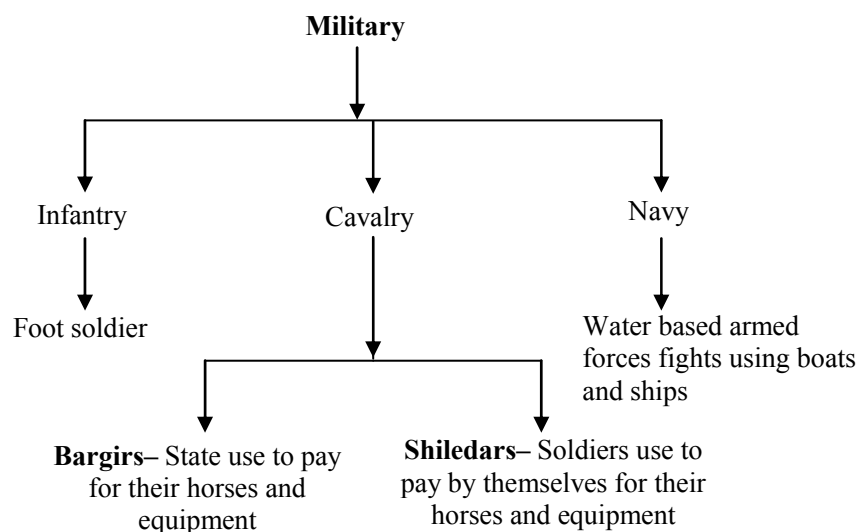 Military
Infantry
Cavalry
Navy
Foot soldier
Water based armed
forces fights using boats
and ships
Bargirs– State use to pay
for their horses and
equipment
Shiledars– Soldiers use to
pay by themselves for their
horses and equipment